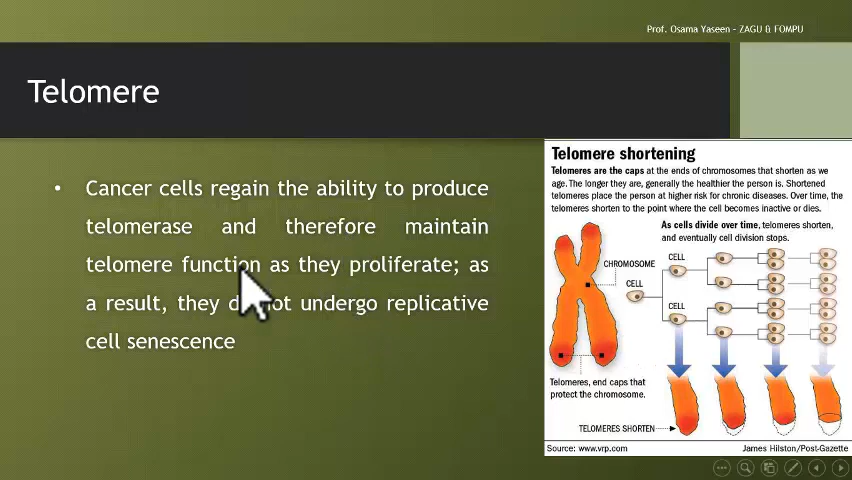 Prof. Osama Yaseen – ZAGU & FOMPU
Telomere
• Cancer cells regain the ability to produce
telomerase and therefore maintain
telomere function as they proliferate; as
a result, they do not undergo replicative
cell senescence
Telomere shortening
Telomeres are the caps at the ends of chromosomes that shorten as we
age. The longer they are, generally the healthier the person is. Shortened
telomeres place the person at higher risk for chronic diseases. Over time, the
telomeres shorten to the point where the cell becomes inactive or dies.
As cells divide over time, telomeres shorten,
and eventually cell division stops.
CHROMOSOME
CELL
CELL
CELL
Telomeres, end caps that
protect the chromosome.
TELOMERES SHORTEN
Source: www.vrp.com
James Hilston/Post-Gazette